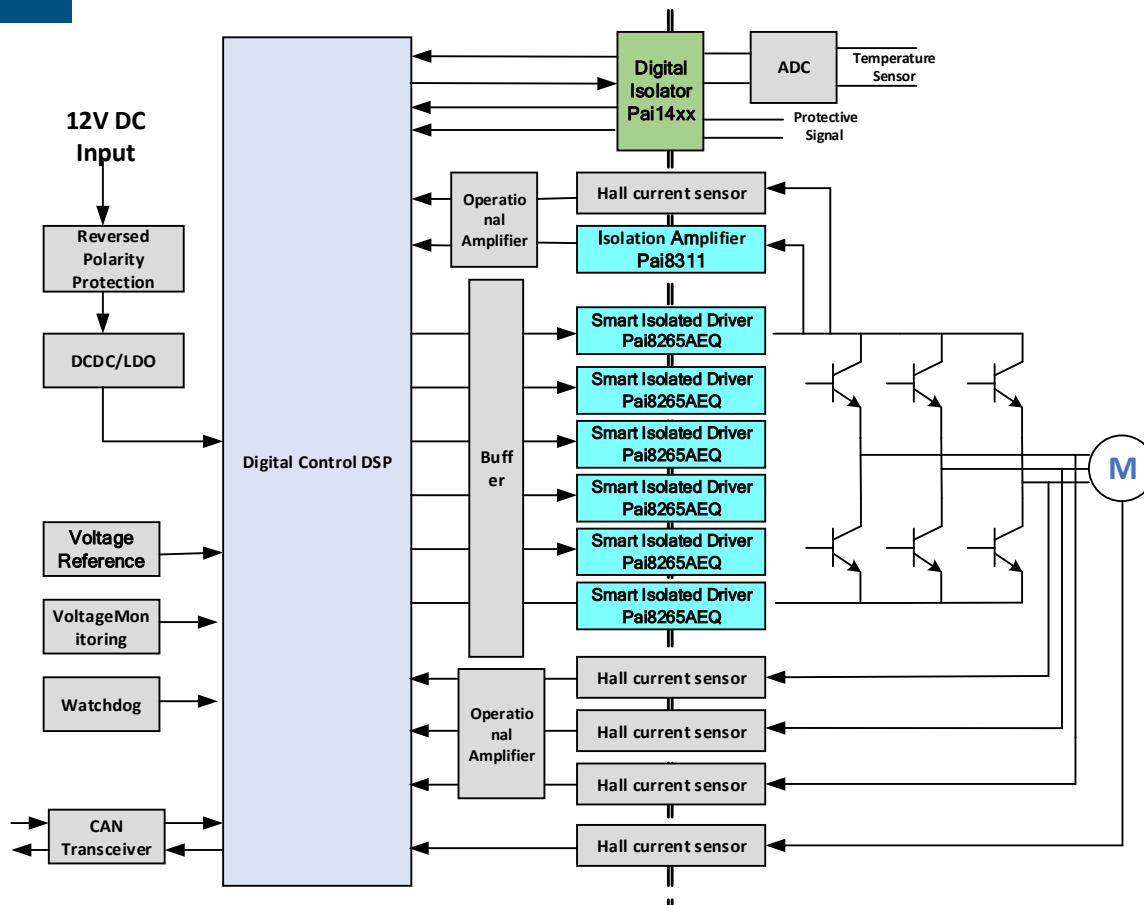 Digital
Isolator
Pai14xx
ADC
Temperature
Sensor
Protective
Signal
12V DC
Input
Reversed
Polarity
Protection
DCDC/LDO
Digital Control DSP
Operatio
nal
Amplifier
Hall current sensor
Isolation Amplifier
Pai8311
Buff
er
Smart Isolated Driver
Pai8265AEQ
Smart Isolated Driver
Pai8265AEQ
Smart Isolated Driver
Pai8265AEQ
Smart Isolated Driver
Pai8265AEQ
Smart Isolated Driver
Pai8265AEQ
Smart Isolated Driver
Pai8265AEQ
M
Voltage
Reference
VoltageMon
itoring
Watchdog
CAN
Transceiver
Operatio
nal
Amplifier
Hall current sensor
Hall current sensor
Hall current sensor
Hall current sensor